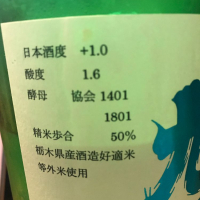 日本酒度　+1.0
酸度　1.6
酵母　協会 1401
1801
精米歩合　50%
栃木県産酒造好適米
等外米使用